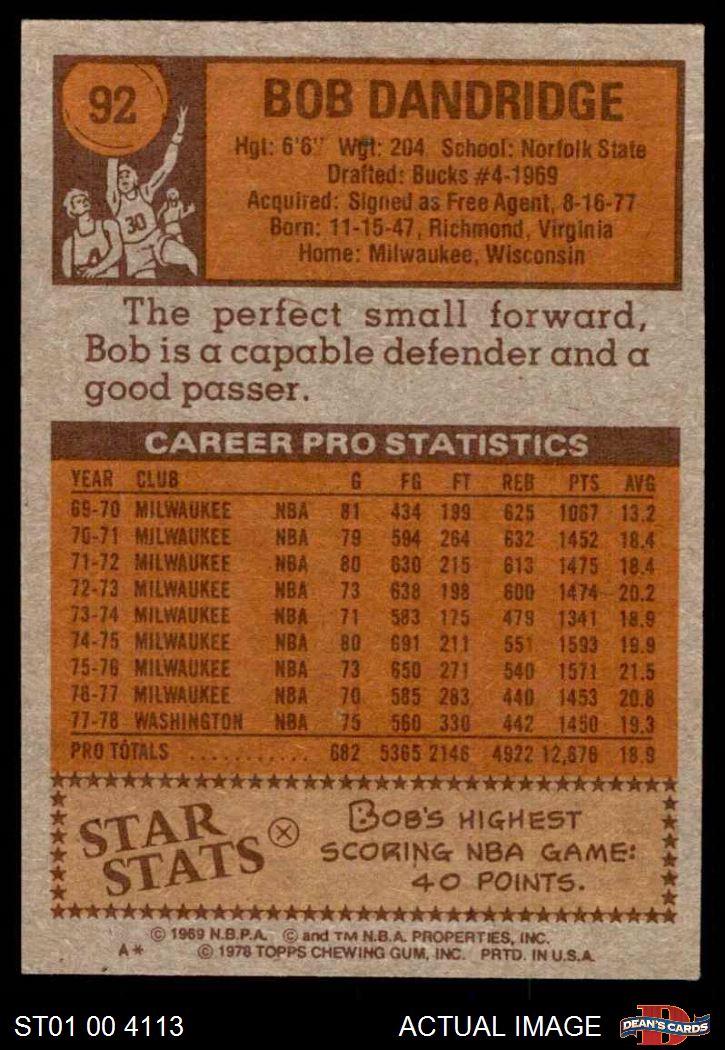 92
BOB DANDRIDGE
Hgt: 6'6" Wgt: 204 School: Norfolk State
Drafted: Bucks #4-1969
Acquired: Signed as Free Agent, 8-16-77
Born: 11-15-47, Richmond, Virginia
Home: Milwaukee, Wisconsin
30
The perfect small forward,
Bob is a capable defender and a
good passer.
CAREER PRO STATISTICS
YEAR CLUB G FG FT REB PTS AVG
69-70 MILWAUKEE NBA 81 434 199 625 1067 13.2
70-71 MILWAUKEE NBA 79 594 264 632 1452 18.4
71-72 MILWAUKEE NBA 80 630 215 613 1475 18.4
72-73 MILWAUKEE NBA 73 638 198 600 1474 20.2
73-74 MILWAUKEE NBA 71 583 175 479 1341 18.9
74-75 MILWAUKEE NBA 80 691 211 551 1593 19.9
75-76 MILWAUKEE NBA 73 650 271 540 1571 21.5
76-77 MILWAUKEE NBA 70 585 283 440 1453 20.8
77-78 WASHINGTON NBA 75 560 330 442 1450 19.3
PRO TOTALS ........... 682 5365 2146 4922 12,876 18.9
STAR
STATS
BOB'S HIGHEST
SCORING NBA GAME:
40 POINTS.
© 1969 N.B.P.A. © and TM N.B.A. PROPERTIES, INC.
A* © 1978 TOPPS CHEWING GUM, INC. PRTD. IN U.S.A.
ST01 00 4113
ACTUAL IMAGE
D
DEAN'S CARDS